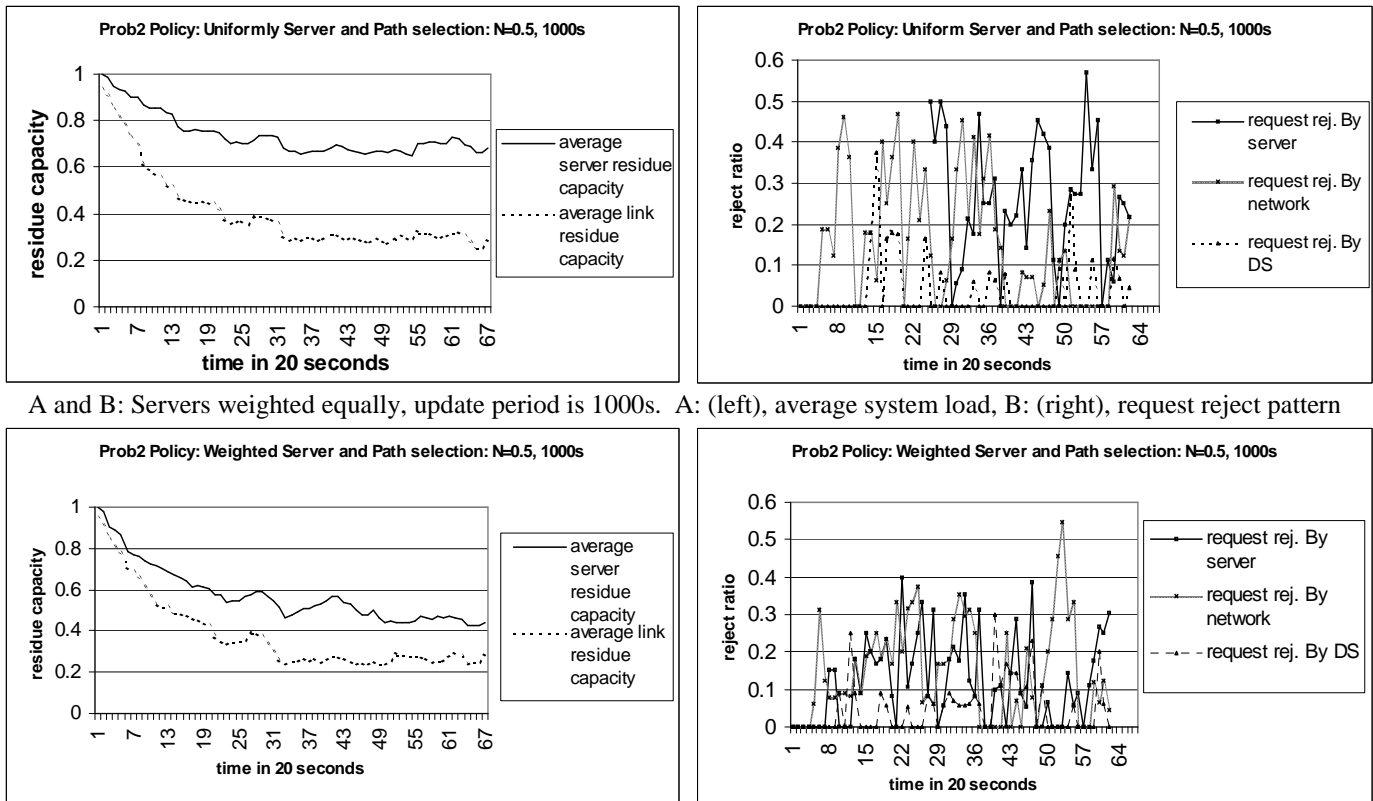 Prob2 Policy: Uniformly Server and Path selection: N=0.5, 1000s
1
0.8
0.6
0.4
0.2
0
residue capacity
1 7 13 19 25 31 37 43 49 55 61 67
time in 20 seconds
average
server residue
capacity
average link
residue
capacity
Prob2 Policy: Uniform Server and Path selection: N=0.5, 1000s
0.6
0.5
0.4
0.3
0.2
0.1
0
reject ratio
1 8 15 22 29 36 43 50 57 64
time in 20 seconds
request rej. By
server
request rej. By
network
request rej. By
DS
A and B: Servers weighted equally, update period is 1000s. A: (left), average system load, B: (right), request reject pattern
Prob2 Policy: Weighted Server and Path selection: N=0.5, 1000s
1
0.8
0.6
0.4
0.2
0
residue capacity
1 7 13 19 25 31 37 43 49 55 61 67
time in 20 seconds
average
server
residue
capacity
average link
residue
capacity
Prob2 Policy: Weighted Server and Path selection: N=0.5, 1000s
0.6
0.5
0.4
0.3
0.2
0.1
0
reject ratio
1 8 15 22 29 36 43 50 57 64
time in 20 seconds
request rej. By
server
request rej. By
network
request rej. By DS